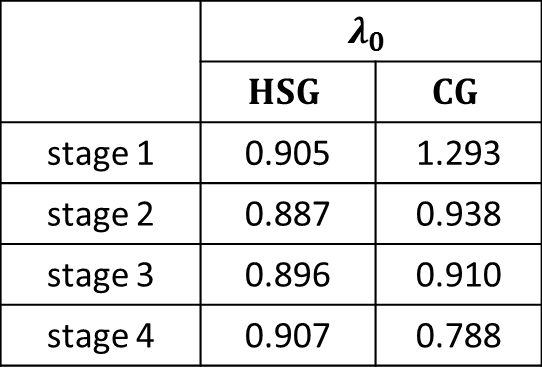 λ₀
HSG CG
stage 1 0.905 1.293
stage 2 0.887 0.938
stage 3 0.896 0.910
stage 4 0.907 0.788